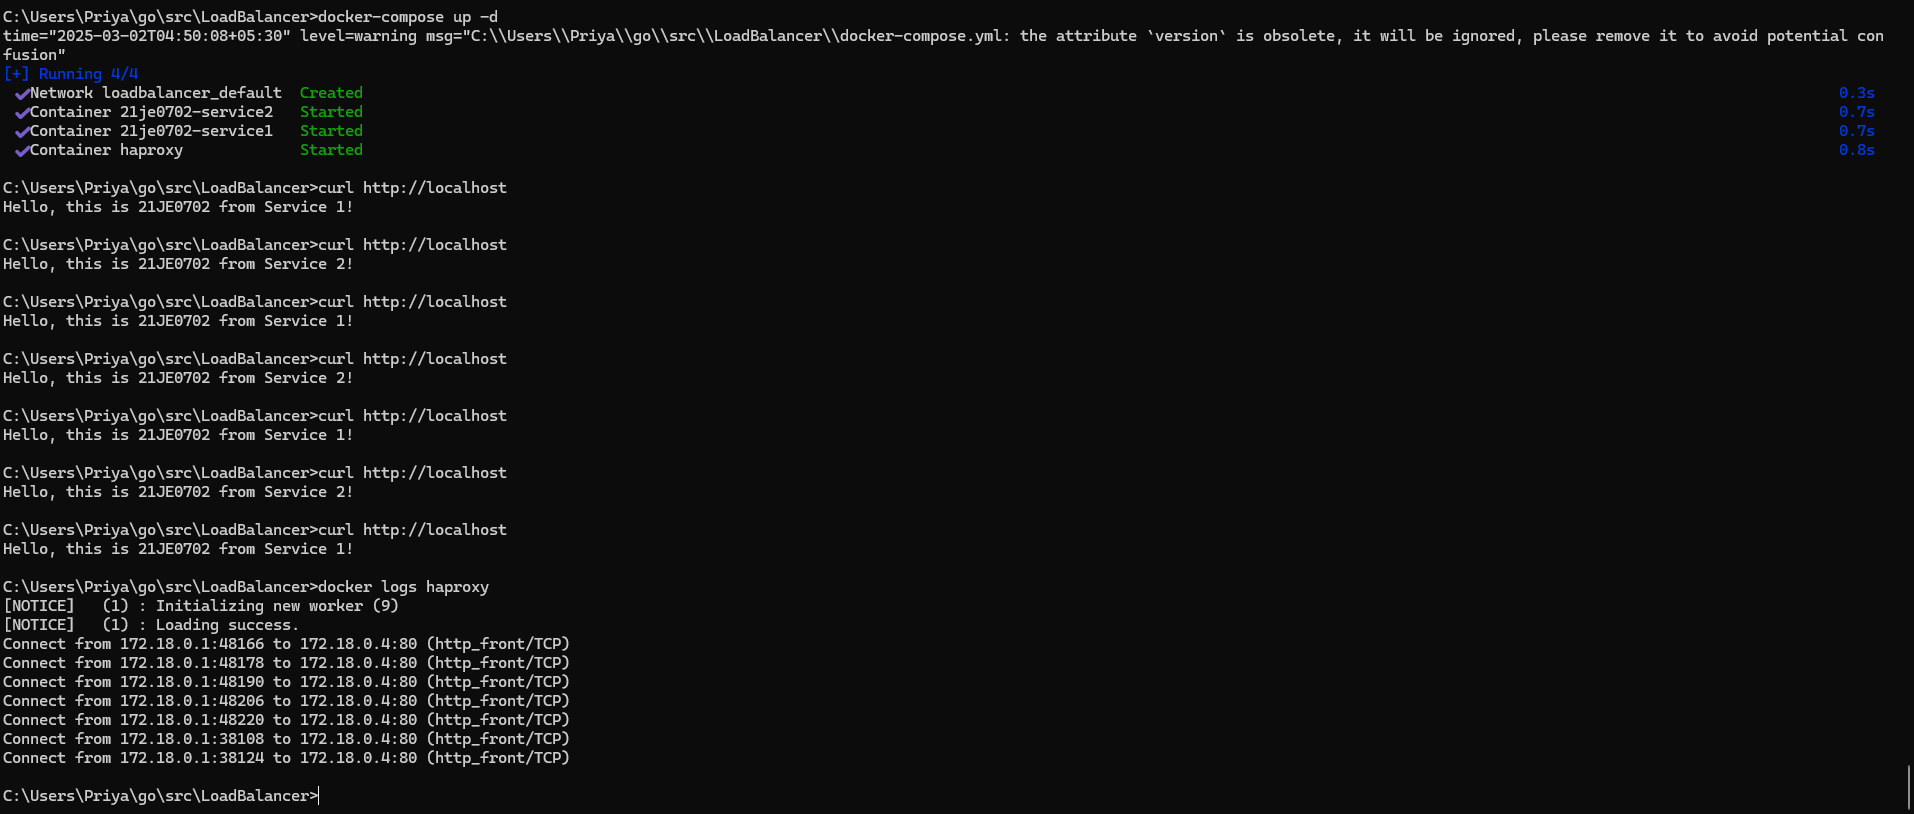 C:\Users\Priya\go\src\LoadBalancer>docker-compose up -d
time="2025-03-02T04:50:08+05:30" level=warning msg="C:\\Users\\Priya\\go\\src\\LoadBalancer\\docker-compose.yml: the attribute `version` is obsolete, it will be ignored, please remove it to avoid potential con
fusion"
[+] Running 4/4
✔Network loadbalancer_default  Created 0.3s
✔Container 21je0702-service2   Started 0.7s
✔Container 21je0702-service1   Started 0.7s
✔Container haproxy             Started 0.8s
C:\Users\Priya\go\src\LoadBalancer>curl http://localhost
Hello, this is 21JE0702 from Service 1!
C:\Users\Priya\go\src\LoadBalancer>curl http://localhost
Hello, this is 21JE0702 from Service 2!
C:\Users\Priya\go\src\LoadBalancer>curl http://localhost
Hello, this is 21JE0702 from Service 1!
C:\Users\Priya\go\src\LoadBalancer>curl http://localhost
Hello, this is 21JE0702 from Service 2!
C:\Users\Priya\go\src\LoadBalancer>curl http://localhost
Hello, this is 21JE0702 from Service 1!
C:\Users\Priya\go\src\LoadBalancer>curl http://localhost
Hello, this is 21JE0702 from Service 2!
C:\Users\Priya\go\src\LoadBalancer>curl http://localhost
Hello, this is 21JE0702 from Service 1!
C:\Users\Priya\go\src\LoadBalancer>docker logs haproxy
[NOTICE]   (1) : Initializing new worker (9)
[NOTICE]   (1) : Loading success.
Connect from 172.18.0.1:48166 to 172.18.0.4:80 (http_front/TCP)
Connect from 172.18.0.1:48178 to 172.18.0.4:80 (http_front/TCP)
Connect from 172.18.0.1:48190 to 172.18.0.4:80 (http_front/TCP)
Connect from 172.18.0.1:48206 to 172.18.0.4:80 (http_front/TCP)
Connect from 172.18.0.1:48220 to 172.18.0.4:80 (http_front/TCP)
Connect from 172.18.0.1:38108 to 172.18.0.4:80 (http_front/TCP)
Connect from 172.18.0.1:38124 to 172.18.0.4:80 (http_front/TCP)
C:\Users\Priya\go\src\LoadBalancer>